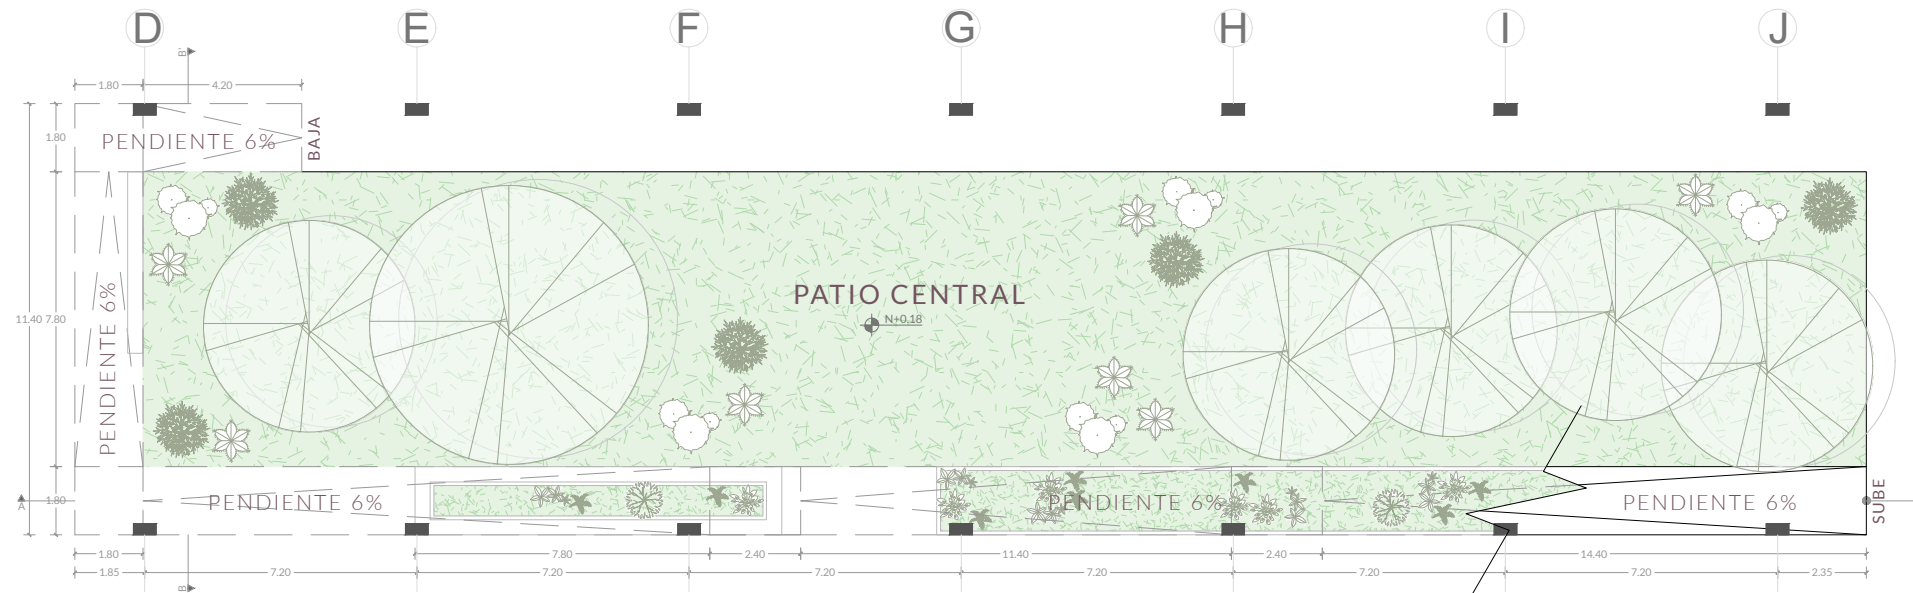 D E F G H I J
B'
1.80 4.20
1.80
PENDIENTE 6%
BAJA
11.40 7.80
PENDIENTE 6%
PATIO CENTRAL
N+0.18
1.80
A
PENDIENTE 6%
PENDIENTE 6%
PENDIENTE 6%
SUBE
1.80 7.80 2.40 11.40 2.40 14.40
1.85 7.20 7.20 7.20 7.20 7.20 7.20 2.35
B